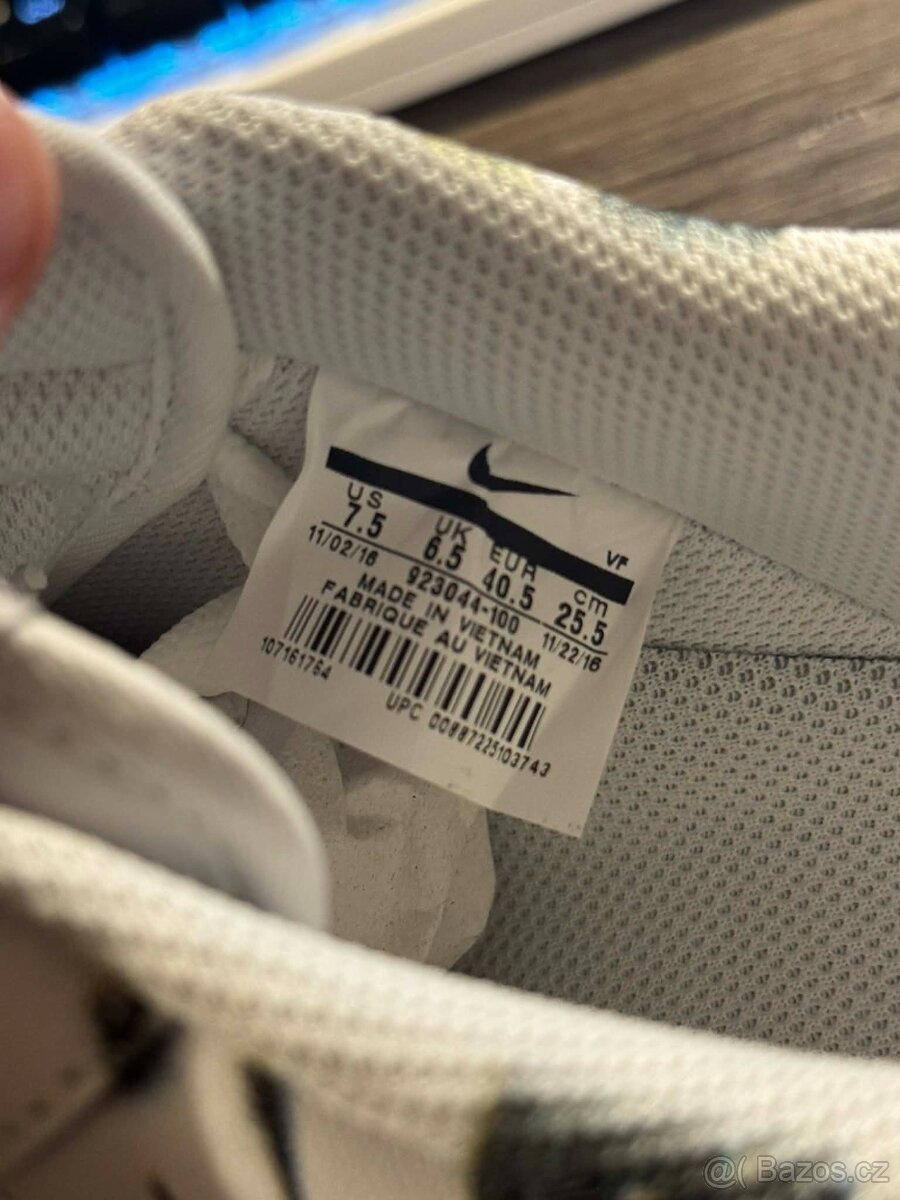 US UK EUR cm VF
7.5 6.5 40.5 25.5
11/02/16 923044-100 11/22/16
MADE IN VIETNAM
FABRIQUE AU VIETNAM
107161754
UPC 00887225103743
@( Bazos.cz